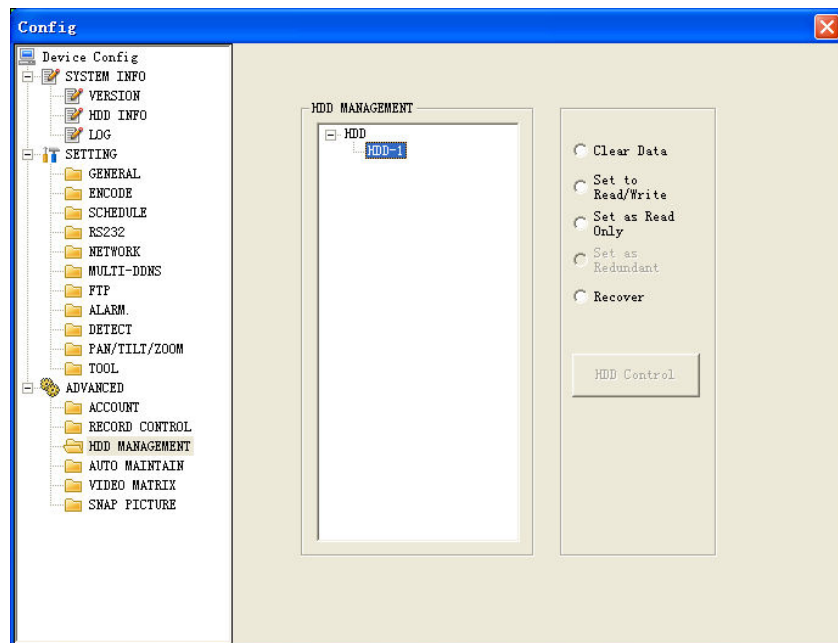 Config
Device Config
SYSTEM INFO
VERSION
HDD INFO
LOG
SETTING
GENERAL
ENCODE
SCHEDULE
RS232
NETWORK
MULTI-DDNS
FTP
ALARM.
DETECT
PAN/TILT/ZOOM
TOOL
ADVANCED
ACCOUNT
RECORD CONTROL
HDD MANAGEMENT
AUTO MAINTAIN
VIDEO MATRIX
SNAP PICTURE
HDD MANAGEMENT
HDD
HDD-1
Clear Data
Set to
Read/Write
Set as Read
Only
Set as
Redundant
Recover
HDD Control